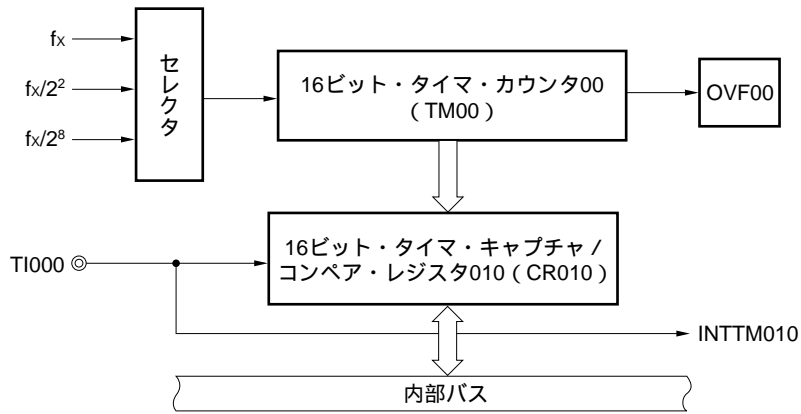 fx
fx/2²
fx/2⁸
セレクタ
16ビット・タイマ・カウンタ00
(TM00)
OVF00
16ビット・タイマ・キャプチャ/
コンペア・レジスタ010(CR010)
TI000
INTTM010
内部バス